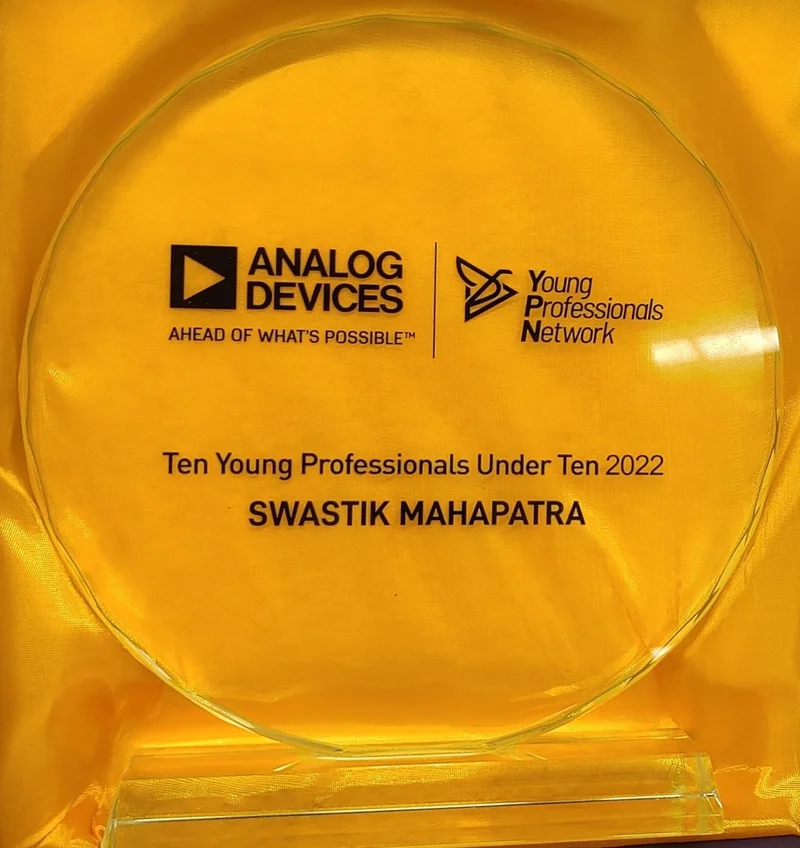 ANALOG
DEVICES
AHEAD OF WHAT'S POSSIBLE™
Young
Professionals
Network
Ten Young Professionals Under Ten 2022
SWASTIK MAHAPATRA